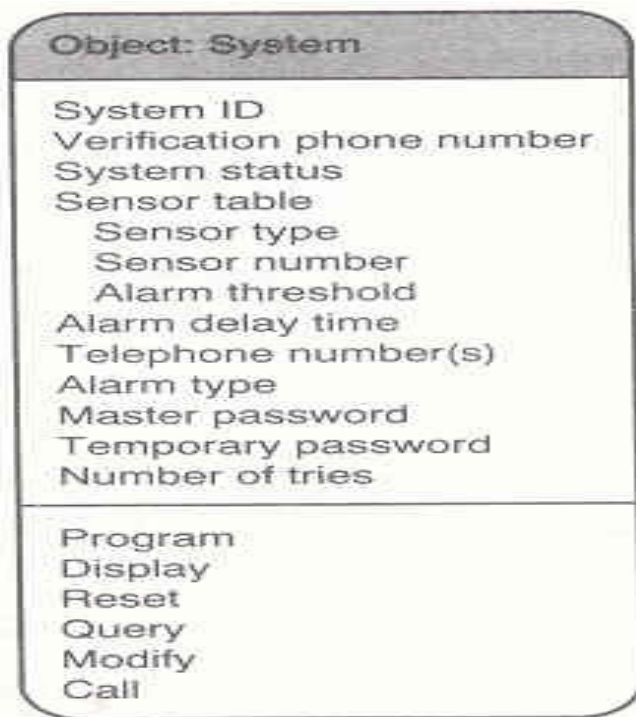 Object: System
System ID
Verification phone number
System status
Sensor table
Sensor type
Sensor number
Alarm threshold
Alarm delay time
Telephone number(s)
Alarm type
Master password
Temporary password
Number of tries
Program
Display
Reset
Query
Modify
Call